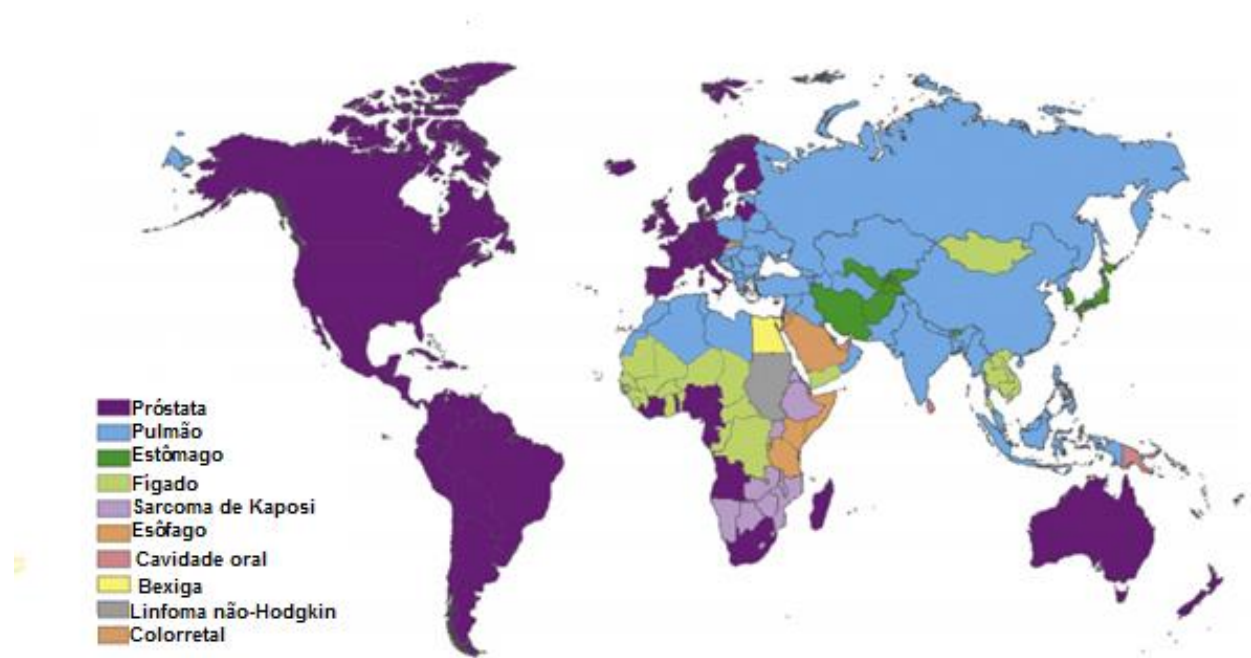 Próstata
Pulmão
Estômago
Fígado
Sarcoma de Kaposi
Esôfago
Cavidade oral
Bexiga
Linfoma não-Hodgkin
Colorretal